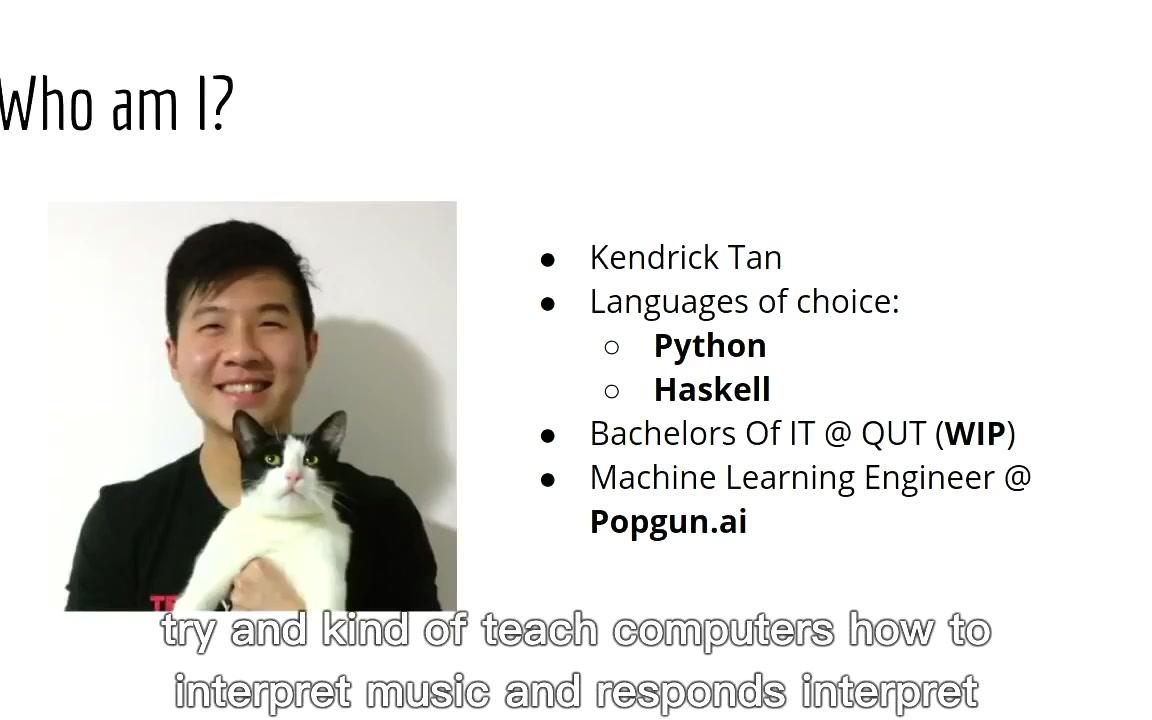 Who am I?
● Kendrick Tan
● Languages of choice:
○ Python
○ Haskell
● Bachelors Of IT @ QUT (WIP)
● Machine Learning Engineer @
Popgun.ai
try and kind of teach computers how to
interpret music and responds interpret